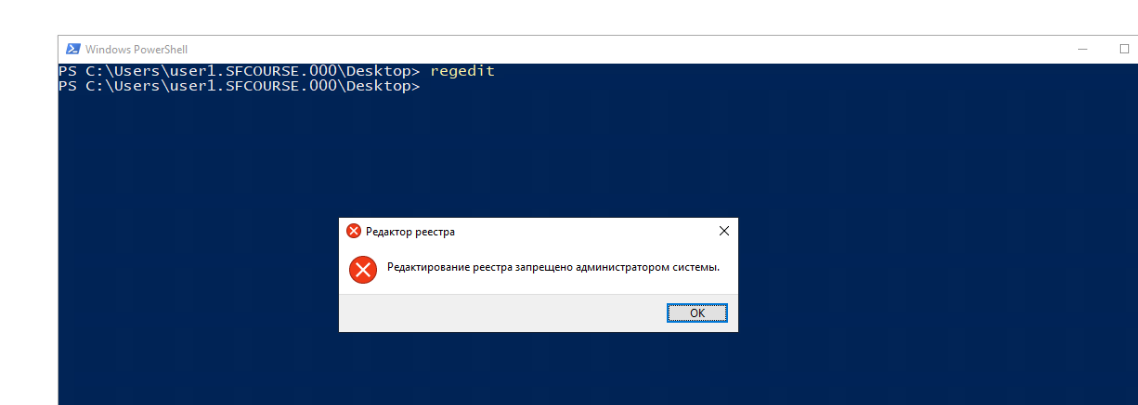 Windows PowerShell
PS C:\Users\user1.SFCOURSE.000\Desktop> regedit
PS C:\Users\user1.SFCOURSE.000\Desktop>
Редактор реестра
Редактирование реестра запрещено администратором системы.
OK